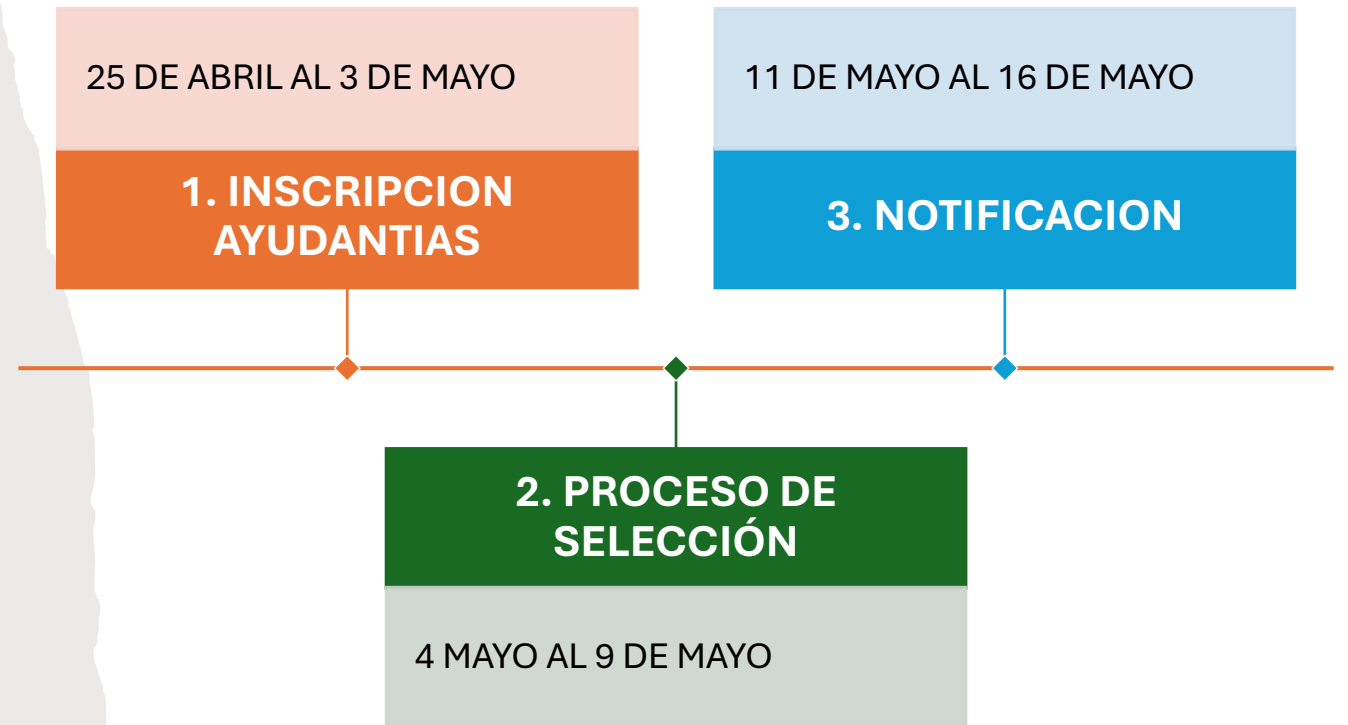 25 DE ABRIL AL 3 DE MAYO
1. INSCRIPCION
AYUDANTIAS
11 DE MAYO AL 16 DE MAYO
3. NOTIFICACION
2. PROCESO DE
SELECCIÓN
4 MAYO AL 9 DE MAYO